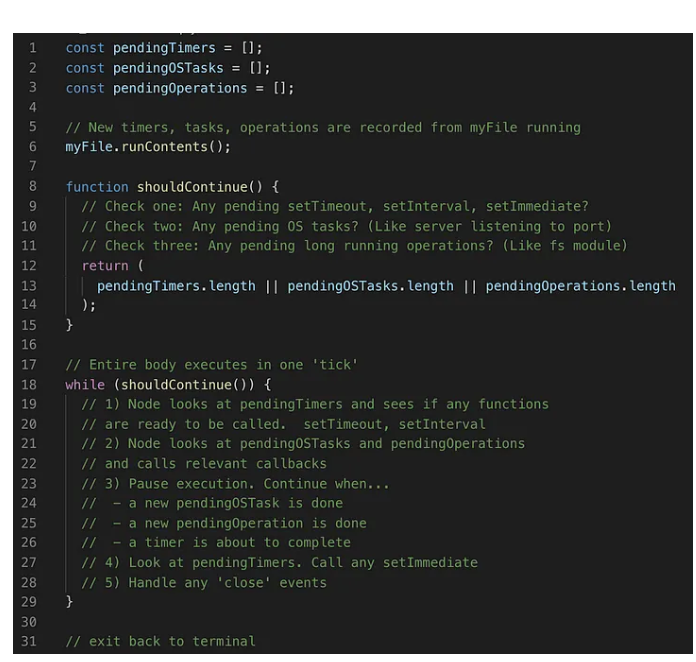 1 const pendingTimers = [];
2 const pendingOSTasks = [];
3 const pendingOperations = [];
4
5 // New timers, tasks, operations are recorded from myFile running
6 myFile.runContents();
7
8 function shouldContinue() {
9 // Check one: Any pending setTimeout, setInterval, setImmediate?
10 // Check two: Any pending OS tasks? (Like server listening to port)
11 // Check three: Any pending long running operations? (Like fs module)
12 return (
13 pendingTimers.length || pendingOSTasks.length || pendingOperations.length
14 );
15 }
16
17 // Entire body executes in one 'tick'
18 while (shouldContinue()) {
19 // 1) Node looks at pendingTimers and sees if any functions
20 // are ready to be called.  setTimeout, setInterval
21 // 2) Node looks at pendingOSTasks and pendingOperations
22 // and calls relevant callbacks
23 // 3) Pause execution. Continue when...
24 //  - a new pendingOSTask is done
25 //  - a new pendingOperation is done
26 //  - a timer is about to complete
27 // 4) Look at pendingTimers. Call any setImmediate
28 // 5) Handle any 'close' events
29 }
30
31 // exit back to terminal